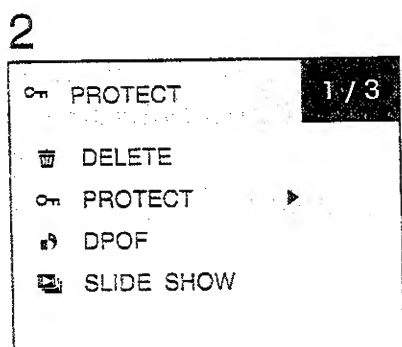 2
PROTECT 1/3
DELETE
PROTECT
DPOF
SLIDE SHOW